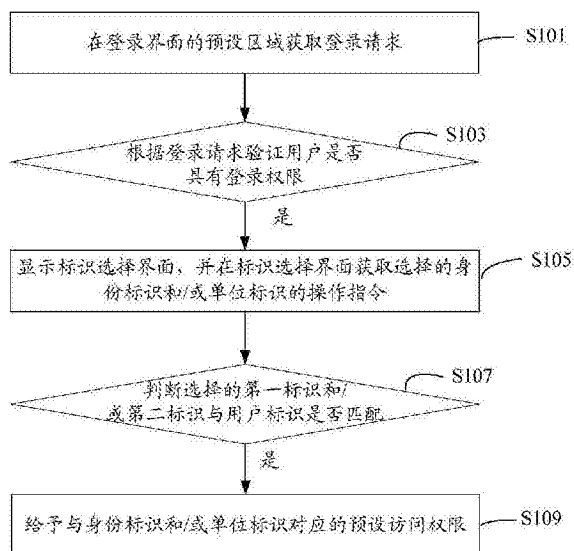 在登录界面的预设区域获取登录请求
S101
根据登录请求验证用户是否
具有登录权限
S103
是
显示标识选择界面，并在标识选择界面获取选择的身
份标识和/或单位标识的操作指令
S105
判断选择的第一标识和/
或第二标识与用户标识是否匹配
S107
是
给予与身份标识和/或单位标识对应的预设访问权限
S109